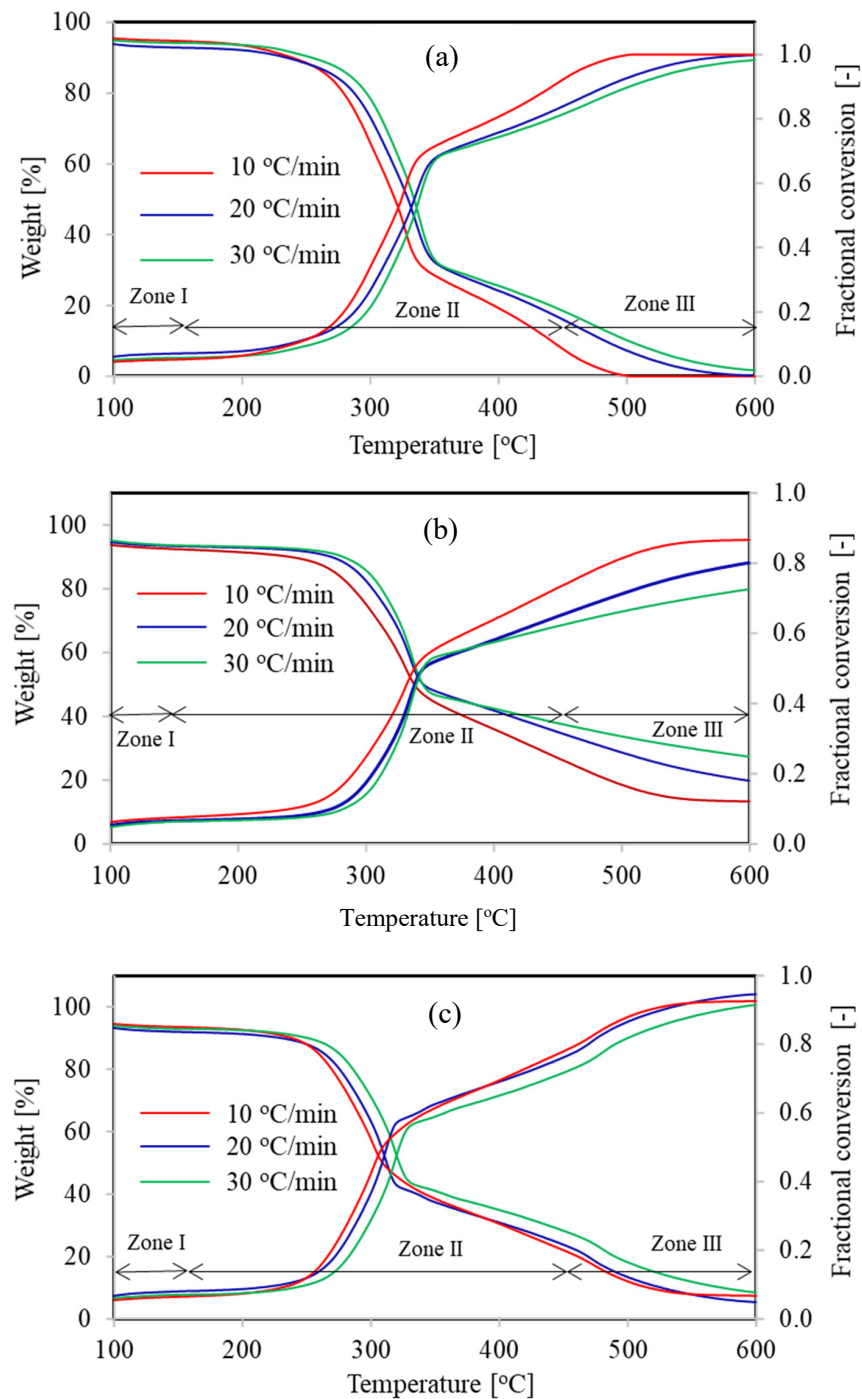 (a)
100
80
60
40
20
0
Weight [%]
10 °C/min
20 °C/min
30 °C/min
Zone I
Zone II
Zone III
1.0
0.8
0.6
0.4
0.2
0.0
Fractional conversion [-]
100 200 300 400 500 600
Temperature [°C]
(b)
100
80
60
40
20
0
Weight [%]
10 °C/min
20 °C/min
30 °C/min
Zone I
Zone II
Zone III
1.0
0.8
0.6
0.4
0.2
0.0
Fractional conversion [-]
100 200 300 400 500 600
Temperature [°C]
(c)
100
80
60
40
20
0
Weight [%]
10 °C/min
20 °C/min
30 °C/min
Zone I
Zone II
Zone III
1.0
0.8
0.6
0.4
0.2
0.0
Fractional conversion [-]
100 200 300 400 500 600
Temperature [°C]